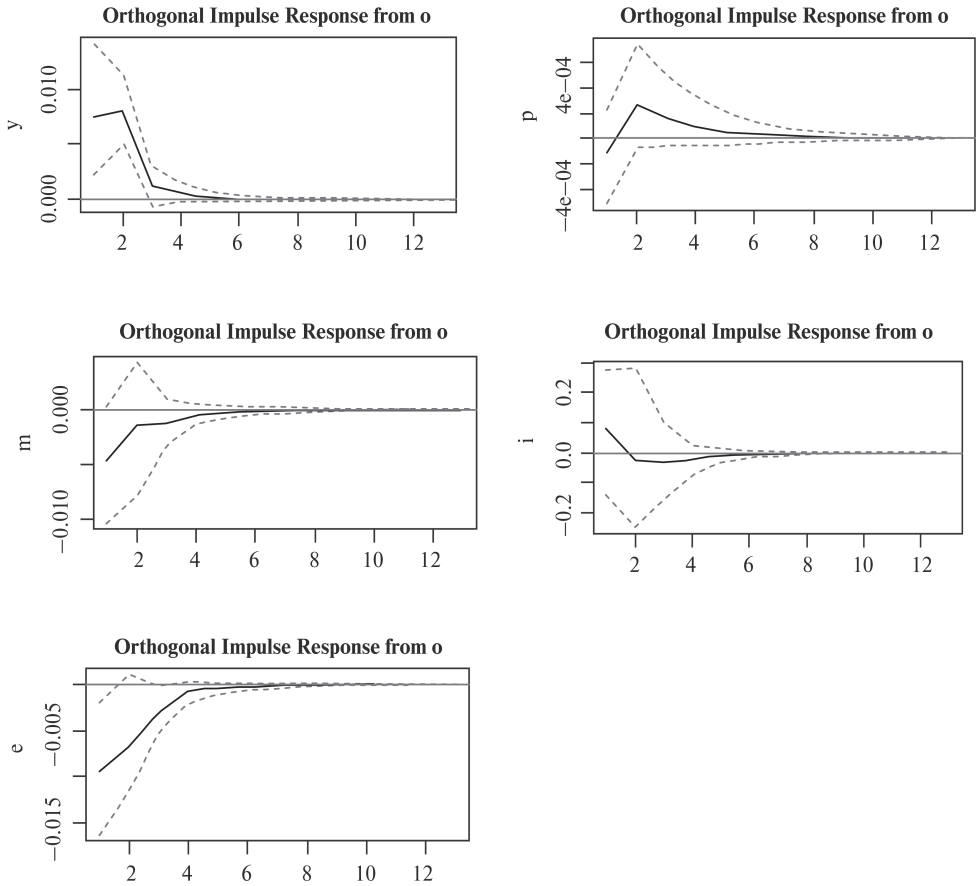 Orthogonal Impulse Response from o
y
0.010
0.000
2 4 6 8 10 12
Orthogonal Impulse Response from o
p
4e−04
−4e−04
2 4 6 8 10 12
Orthogonal Impulse Response from o
m
0.000
−0.010
2 4 6 8 10 12
Orthogonal Impulse Response from o
i
0.2
0.0
−0.2
2 4 6 8 10 12
Orthogonal Impulse Response from o
e
−0.005
−0.015
2 4 6 8 10 12